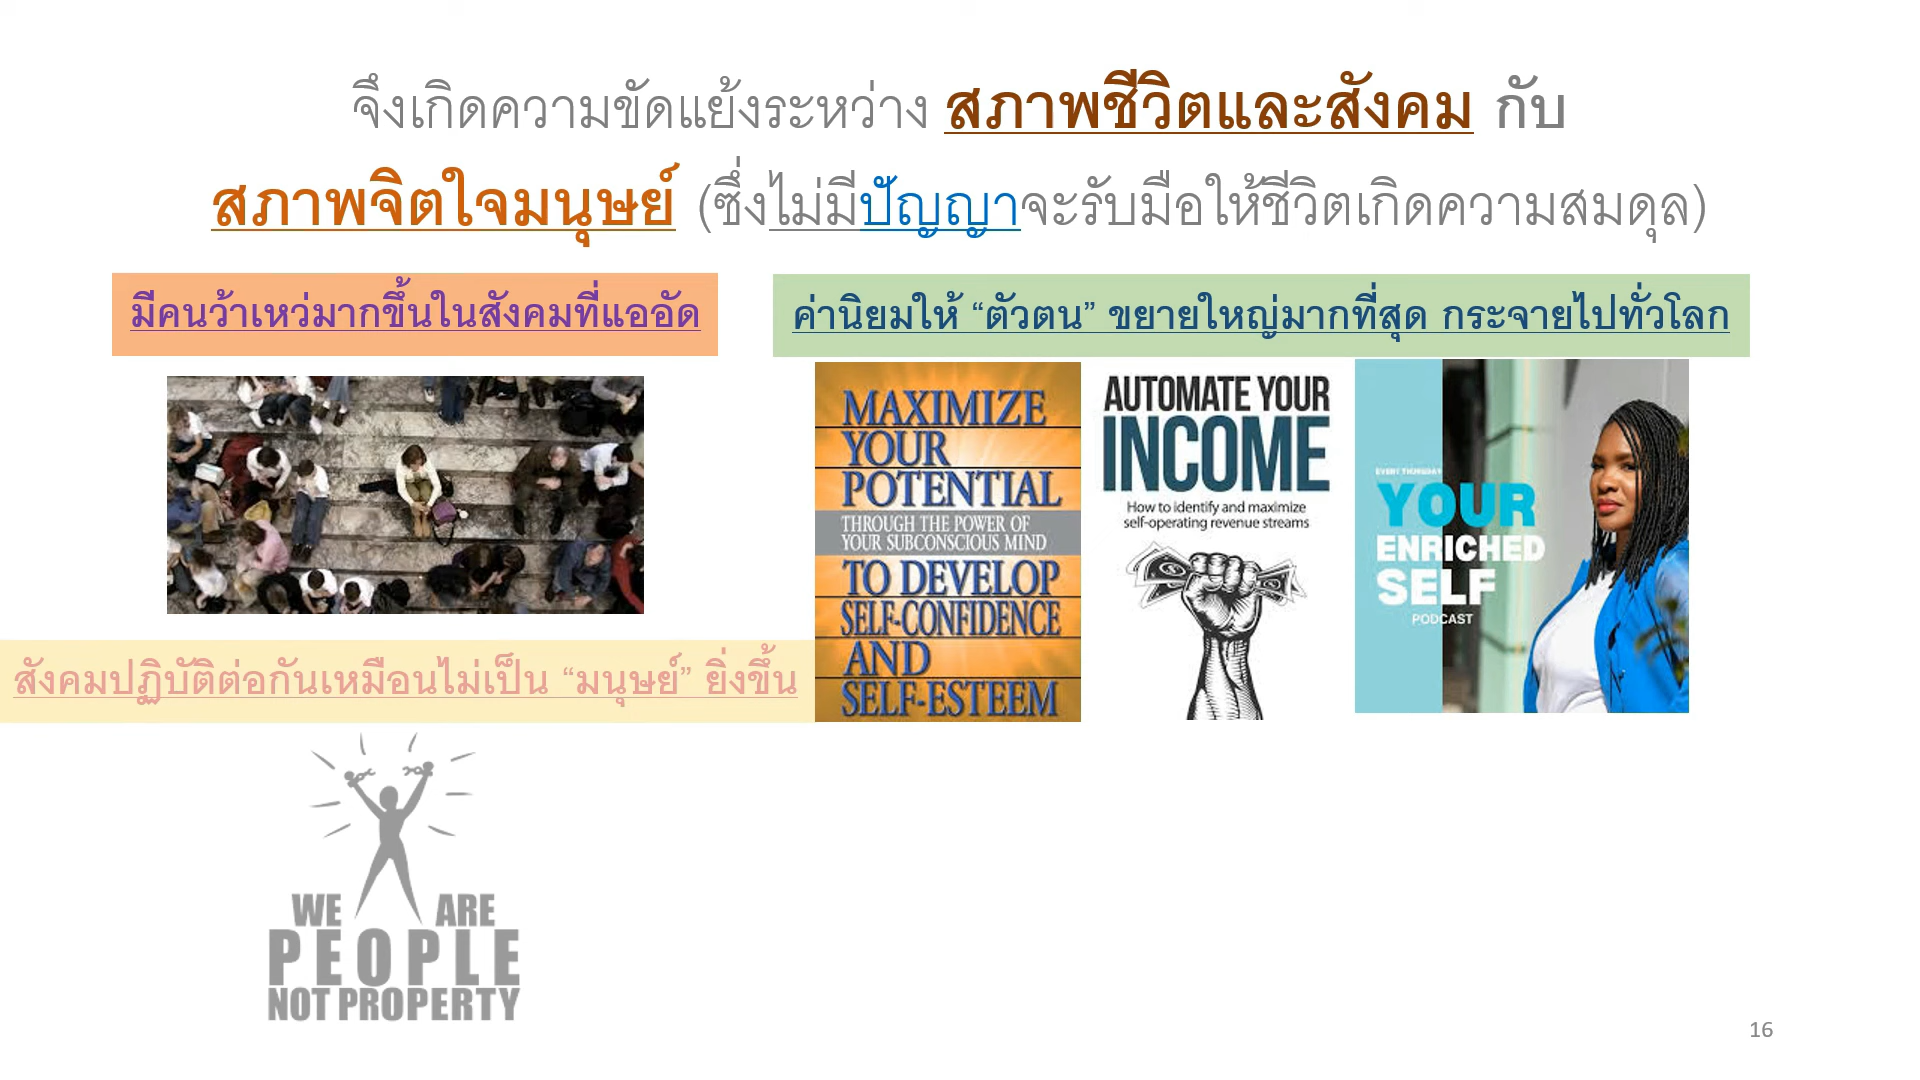 จึงเกิดความขัดแย้งระหว่าง สภาพชีวิตและสังคม กับ
สภาพจิตใจมนุษย์ (ซึ่งไม่มีปัญญาจะรับมือให้ชีวิตเกิดความสมดุล)
มีคนว้าเหว่มากขึ้นในสังคมที่แออัด
ค่านิยมให้ “ตัวตน” ขยายใหญ่มากที่สุด กระจายไปทั่วโลก
MAXIMIZE
YOUR
POTENTIAL
THROUGH THE POWER OF
YOUR SUBCONSCIOUS MIND
TO DEVELOP
SELF-CONFIDENCE
AND
SELF-ESTEEM
AUTOMATE YOUR
INCOME
How to identify and maximize
self-operating revenue streams
EVERY THURSDAY
YOUR
ENRICHED
SELF
PODCAST
สังคมปฏิบัติต่อกันเหมือนไม่เป็น “มนุษย์” ยิ่งขึ้น
WE ARE
PEOPLE
NOT PROPERTY
16